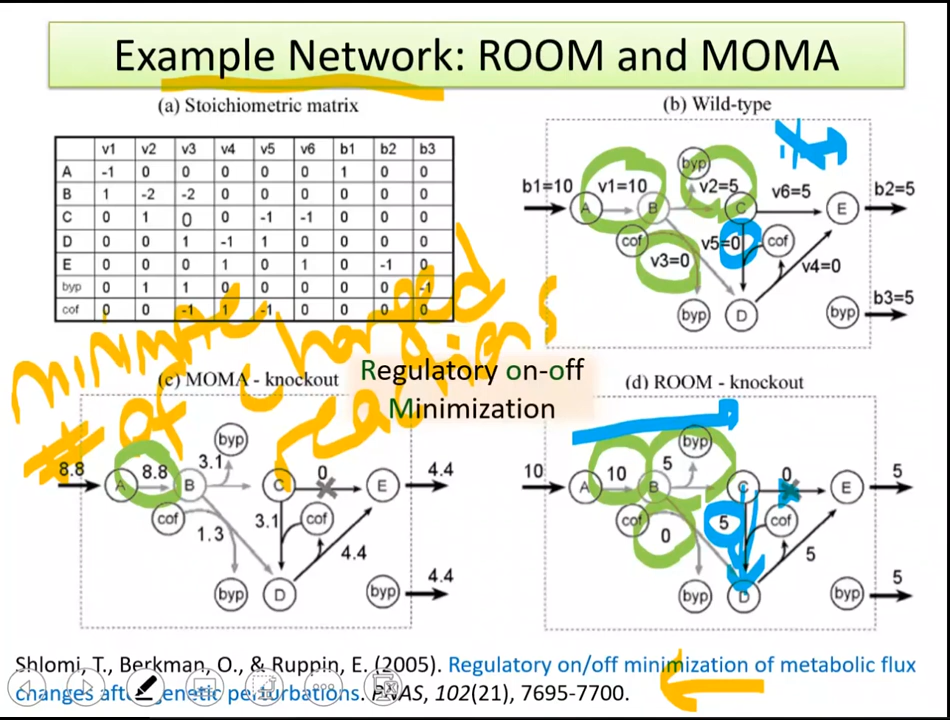 Example Network: ROOM and MOMA
(a) Stoichiometric matrix
v1 v2 v3 v4 v5 v6 b1 b2 b3
A -1 0 0 0 0 0 1 0 0
B 1 -2 -2 0 0 0 0 0 0
C 0 1 0 0 -1 -1 0 0 0
D 0 0 1 -1 1 0 0 0 0
E 0 0 0 1 0 1 0 -1 0
byp 0 1 1 0 0 0 0 0 -1
cof 0 0 -1 1 -1 0 0 0 0
(b) Wild-type
byp
b1=10 v1=10 v2=5 v6=5 b2=5
A B C E
cof v5=0 cof
v3=0 v4=0
b3=5
byp D byp
minimize
# of changed
reactions
Regulatory on-off
Minimization
(c) MOMA - knockout
byp
8.8 8.8 3.1 0 4.4
A B C E
cof 3.1 cof
1.3 4.4
4.4
byp D byp
(d) ROOM - knockout
byp
10 10 5 0 5
A B C E
cof 5 cof
0 5
5
byp D byp
Shlomi, T., Berkman, O., & Ruppin, E. (2005). Regulatory on/off minimization of metabolic flux
changes after genetic perturbations. PNAS, 102(21), 7695-7700.